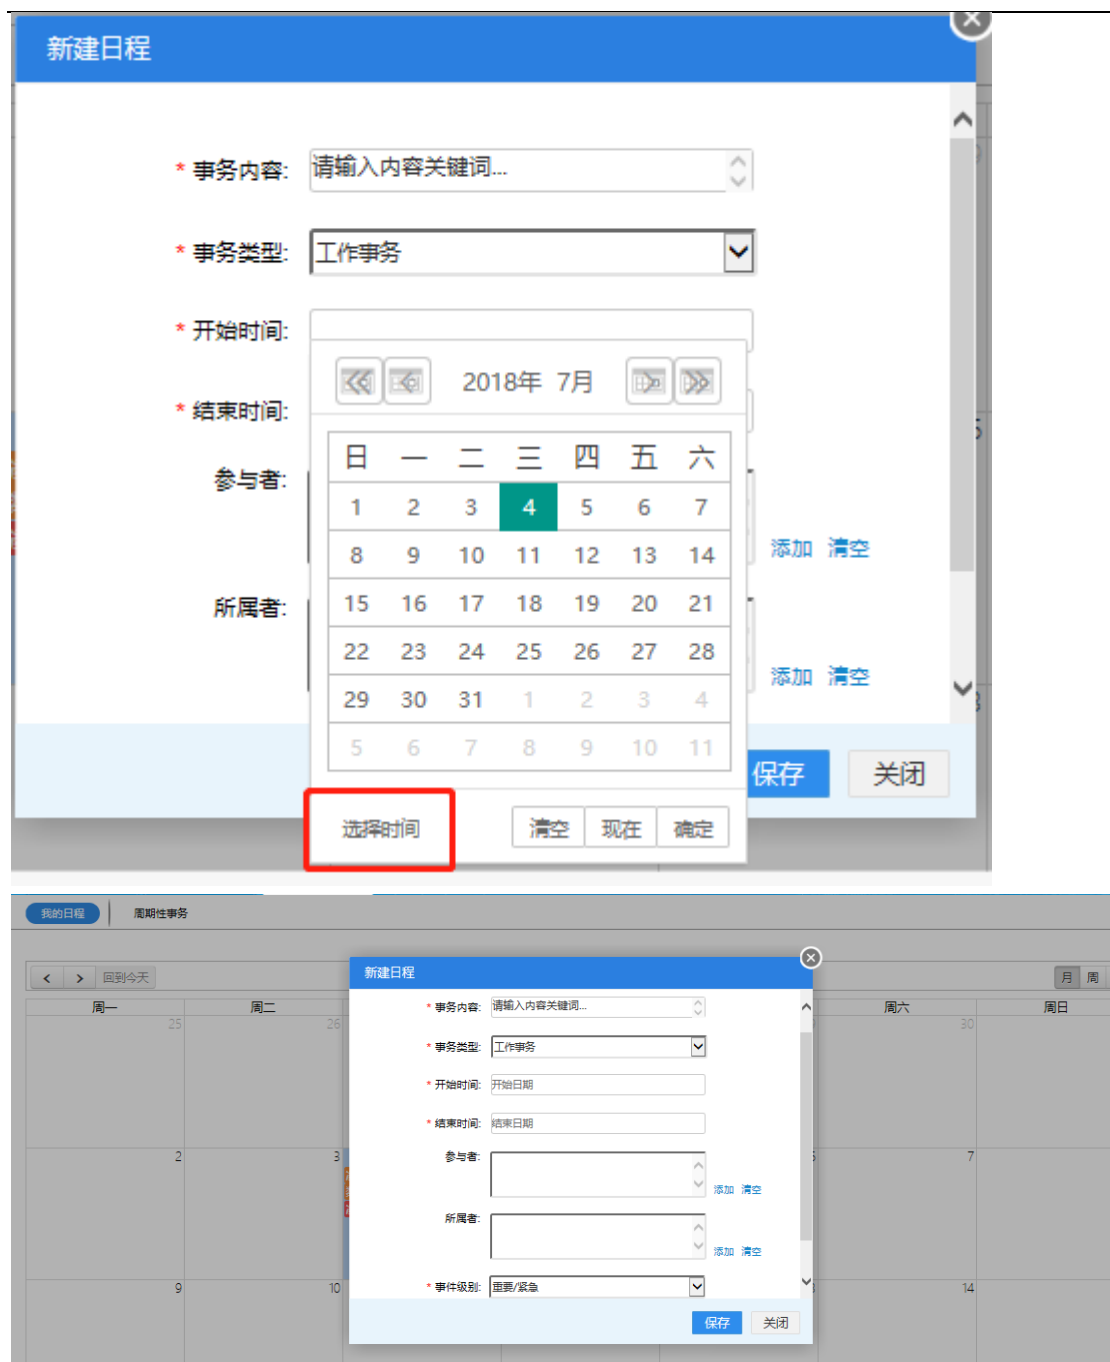 新建日程
* 事务内容: 请输入内容关键词...
* 事务类型: 工作事务
* 开始时间:
2018年 7月
* 结束时间:
日 一 二 三 四 五 六
参与者:
1 2 3 4 5 6 7
8 9 10 11 12 13 14
添加 清空
所属者:
15 16 17 18 19 20 21
22 23 24 25 26 27 28
添加 清空
29 30 31 1 2 3 4
5 6 7 8 9 10 11
保存 关闭
选择时间 清空 现在 确定
我的日程 周期性事务
回到今天
月 周
新建日程
周一 周二 周六 周日
25 26 30
* 事务内容: 请输入内容关键词...
* 事务类型: 工作事务
* 开始时间: 开始日期
* 结束时间: 结束日期
2 3 7
参与者:
添加 清空
所属者:
添加 清空
9 10 14
* 事件级别: 重要/紧急
保存 关闭